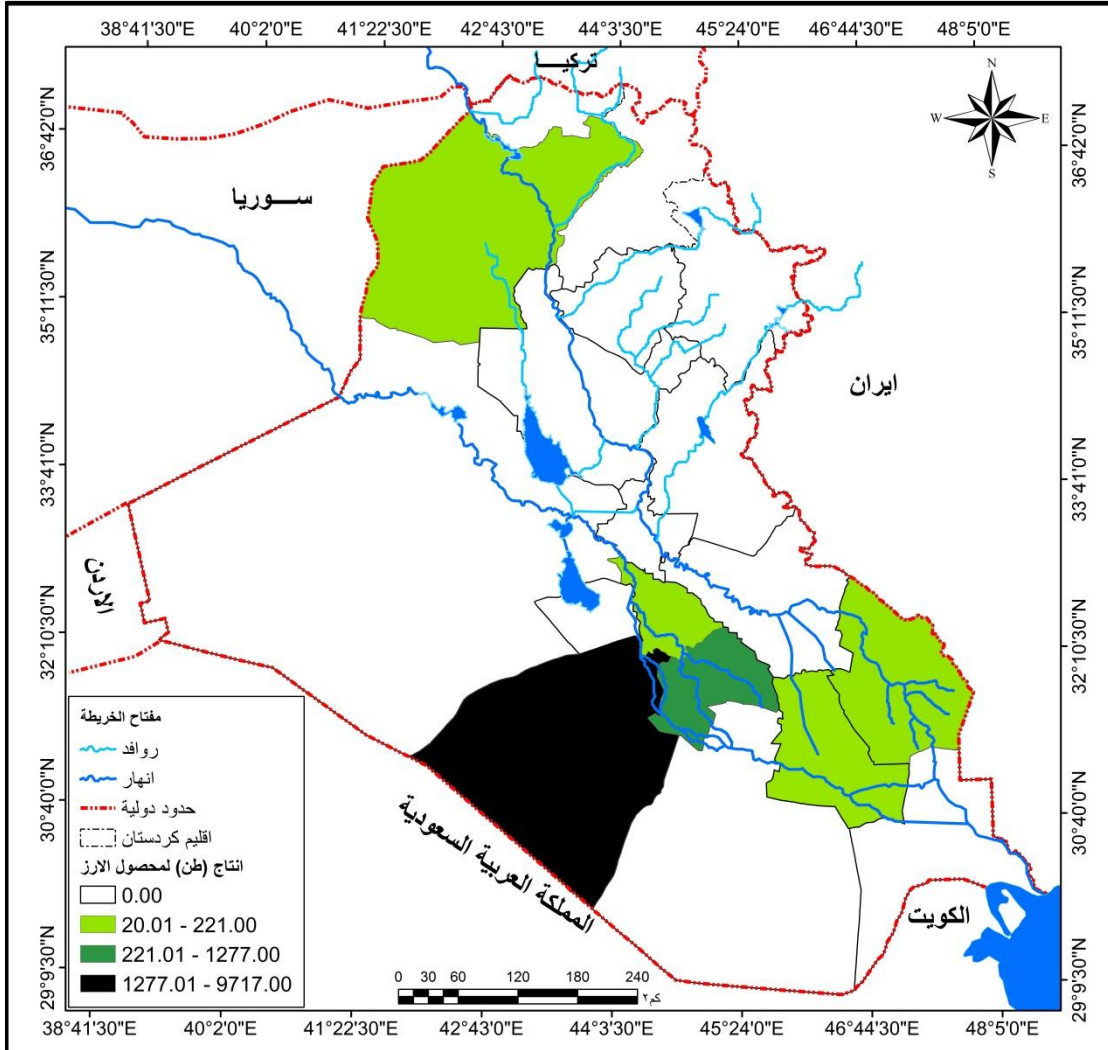 38°41'30"E 40°2'0"E 41°22'30"E 42°43'0"E 44°3'30"E 45°24'0"E 46°44'30"E 48°5'0"E
تركيـــا
N
W E
S
36°42'0"N 36°42'0"N
ســـوريا
35°11'30"N 35°11'30"N
ايران
33°41'0"N 33°41'0"N
الاردن
32°10'30"N 32°10'30"N
مفتاح الخريطة
روافد
انهار
حدود دولية
اقليم كردستان
انتاج (طن) لمحصول الارز
0.00
20.01 - 221.00
221.01 - 1277.00
1277.01 - 9717.00
30°40'0"N 30°40'0"N
المملكة العربية السعودية
الكويت
29°9'30"N 29°9'30"N
0 30 60 120 180 240
كم٢
38°41'30"E 40°2'0"E 41°22'30"E 42°43'0"E 44°3'30"E 45°24'0"E 46°44'30"E 48°5'0"E